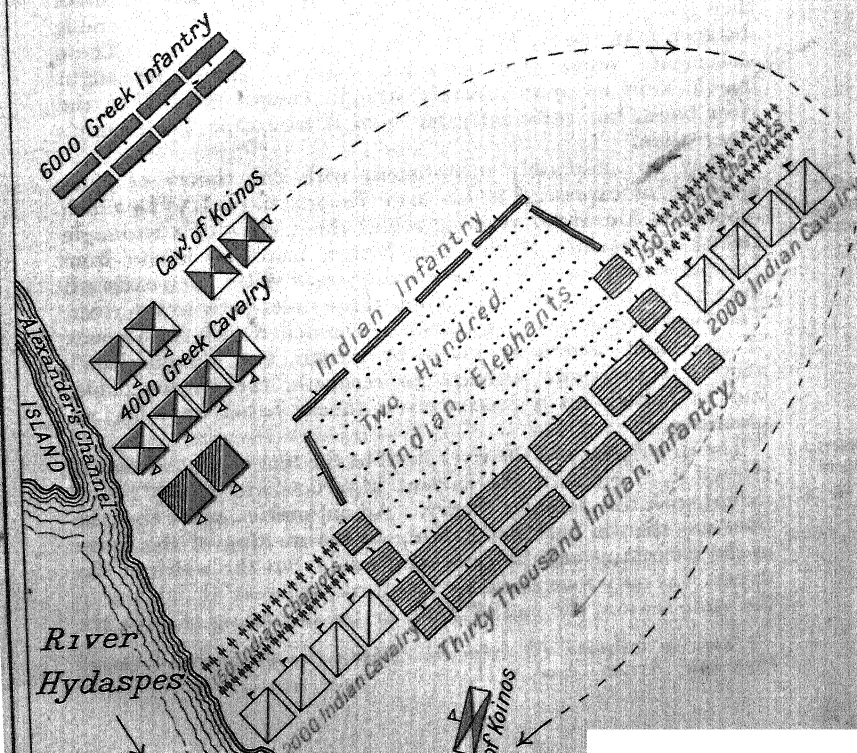 6000 Greek Infantry
Cavy. of Koinos
4000 Greek Cavalry
Alexander's Channel
ISLAND
Indian Infantry
Two Hundred
Indian Elephants
150 Indian Chariots
2000 Indian Cavalry
Thirty Thousand Indian Infantry
150 Indian Chariots
2000 Indian Cavalry
River
Hydaspes
of Koinos